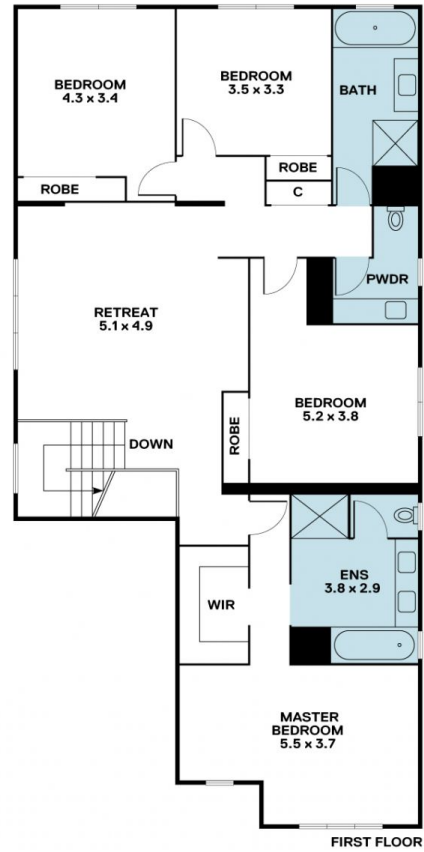 BEDROOM
4.3 x 3.4
BEDROOM
3.5 x 3.3
BATH
ROBE
ROBE
C
PWDR
RETREAT
5.1 x 4.9
BEDROOM
5.2 x 3.8
ROBE
DOWN
ENS
3.8 x 2.9
WIR
MASTER
BEDROOM
5.5 x 3.7
FIRST FLOOR